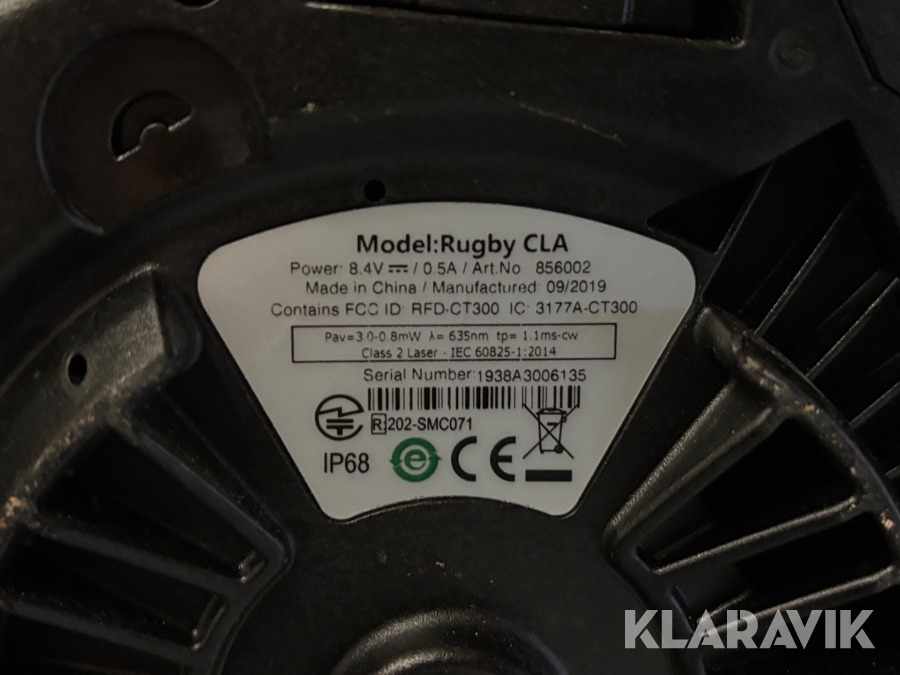 Model:Rugby CLA
Power: 8.4V⎓/ 0.5A / Art.No 856002
Made in China / Manufactured: 09/2019
Contains FCC ID: RFD-CT300 IC: 3177A-CT300
Pav=3.0-0.8mW λ= 635nm tp= 1.1ms-cw
Class 2 Laser - IEC 60825-1:2014
Serial Number:1938A3006135
R 202-SMC071
IP68 e CE
KLARAVIK